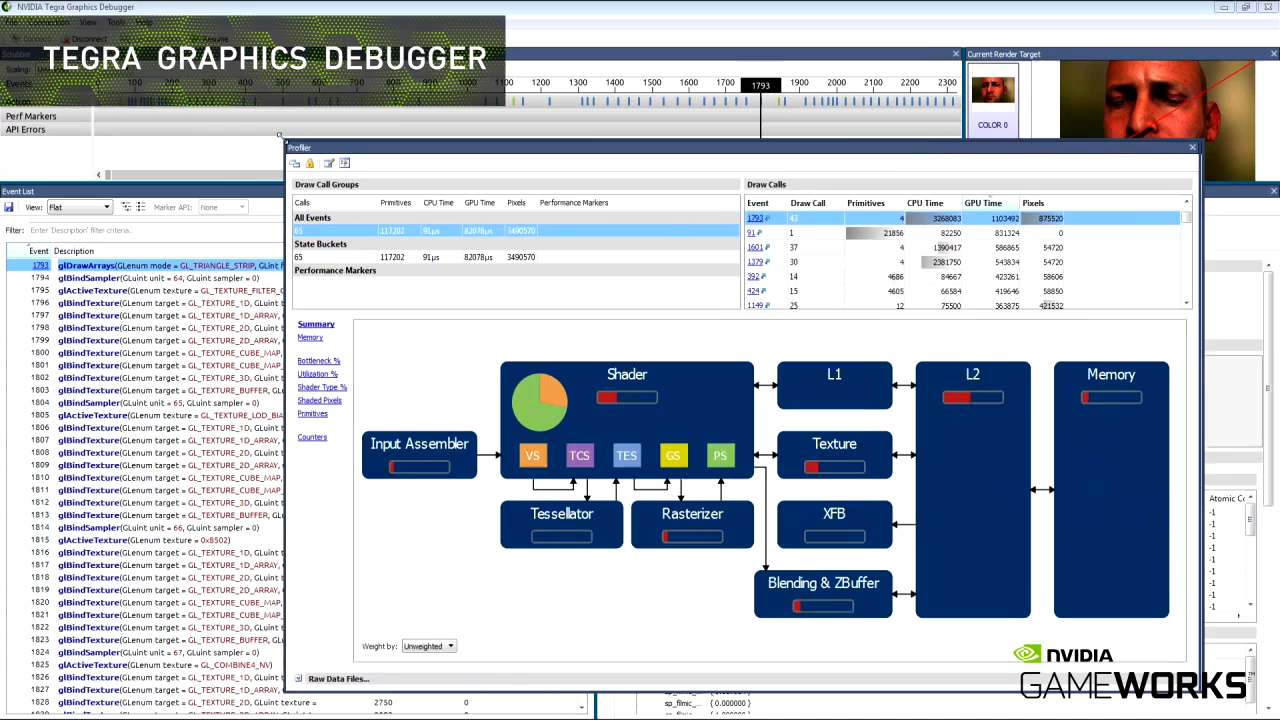 NVIDIA Tegra Graphics Debugger
TEGRA GRAPHICS DEBUGGER
Current Render Target
1100 1200 1300 1400 1500 1600 1700 1793 1900 2000 2100 2200 2300
Perf Markers
API Errors
COLOR 0
Profiler
Event List
View: Flat Marker API: None
Filter: Enter 'Description' filter criteria.
Event Description
1793 glDrawArrays(GLenum mode = GL_TRIANGLE_STRIP, GLint f
1794 glBindSampler(GLuint unit = 64, GLuint sampler = 0)
1795 glActiveTexture(GLenum texture = GL_TEXTURE_FILTER_C
1796 glBindTexture(GLenum target = GL_TEXTURE_1D, GLuint t
1797 glBindTexture(GLenum target = GL_TEXTURE_1D_ARRAY,
1798 glBindTexture(GLenum target = GL_TEXTURE_2D, GLuint t
1799 glBindTexture(GLenum target = GL_TEXTURE_2D_ARRAY,
1800 glBindTexture(GLenum target = GL_TEXTURE_CUBE_MAP,
1801 glBindTexture(GLenum target = GL_TEXTURE_CUBE_MAP_
1802 glBindTexture(GLenum target = GL_TEXTURE_3D, GLuint t
1803 glBindTexture(GLenum target = GL_TEXTURE_BUFFER, GLu
1804 glBindSampler(GLuint unit = 65, GLuint sampler = 0)
1805 glActiveTexture(GLenum texture = GL_TEXTURE_LOD_BIA
1806 glBindTexture(GLenum target = GL_TEXTURE_1D, GLuint t
1807 glBindTexture(GLenum target = GL_TEXTURE_1D_ARRAY,
1808 glBindTexture(GLenum target = GL_TEXTURE_2D, GLuint t
1809 glBindTexture(GLenum target = GL_TEXTURE_2D_ARRAY,
1810 glBindTexture(GLenum target = GL_TEXTURE_CUBE_MAP,
1811 glBindTexture(GLenum target = GL_TEXTURE_CUBE_MAP_
1812 glBindTexture(GLenum target = GL_TEXTURE_3D, GLuint t
1813 glBindTexture(GLenum target = GL_TEXTURE_BUFFER, GLu
1814 glBindSampler(GLuint unit = 66, GLuint sampler = 0)
1815 glActiveTexture(GLenum texture = 0x8502)
1816 glBindTexture(GLenum target = GL_TEXTURE_1D, GLuint t
1817 glBindTexture(GLenum target = GL_TEXTURE_1D_ARRAY,
1818 glBindTexture(GLenum target = GL_TEXTURE_2D, GLuint t
1819 glBindTexture(GLenum target = GL_TEXTURE_2D_ARRAY,
1820 glBindTexture(GLenum target = GL_TEXTURE_CUBE_MAP,
1821 glBindTexture(GLenum target = GL_TEXTURE_CUBE_MAP_
1822 glBindTexture(GLenum target = GL_TEXTURE_3D, GLuint t
1823 glBindTexture(GLenum target = GL_TEXTURE_BUFFER, GLu
1824 glBindSampler(GLuint unit = 67, GLuint sampler = 0)
1825 glActiveTexture(GLenum texture = GL_COMBINE4_NV)
1826 glBindTexture(GLenum target = GL_TEXTURE_1D, GLuint t
1827 glBindTexture(GLenum target = GL_TEXTURE_1D_ARRAY,
1828 glBindTexture(GLenum target = GL_TEXTURE_2D, GLuint texture = 2750
Draw Call Groups
Calls Primitives CPU Time GPU Time Pixels Performance Markers
All Events
65 117202 91µs 82078µs 3490570
State Buckets
65 117202 91µs 82078µs 3490570
Performance Markers
Draw Calls
Event Draw Call Primitives CPU Time GPU Time Pixels
1793 43 4 3268083 1103492 875520
91 1 21856 82250 831324 0
1601 37 4 1390417 565986 54720
1379 30 4 2381750 543834 54720
392 14 4686 84667 423261 58606
424 15 4605 66584 419646 58850
1149 25 12 75500 363875 421532
Summary
Memory
Bottleneck %
Utilization %
Shader Type %
Shaded Pixels
Primitives
Counters
Shader
L1
L2
Memory
Input Assembler
VS TCS TES GS PS
Texture
Tessellator
Rasterizer
XFB
Blending & ZBuffer
Weight by: Unweighted
Raw Data Files...
Atomic Cc
-1
-1
-1
-1
-1
-1
-1
-1
-1
NVIDIA
GAMEWORKS